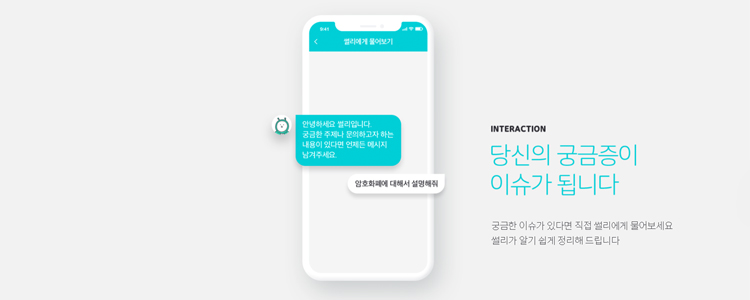 9:41
썰리에게 물어보기
안녕하세요 썰리입니다.
궁금한 주제나 문의하고자 하는
내용이 있다면 언제든 메시지
남겨주세요.
암호화폐에 대해서 설명해줘
INTERACTION
당신의 궁금증이
이슈가 됩니다
궁금한 이슈가 있다면 직접 썰리에게 물어보세요
썰리가 알기 쉽게 정리해 드립니다